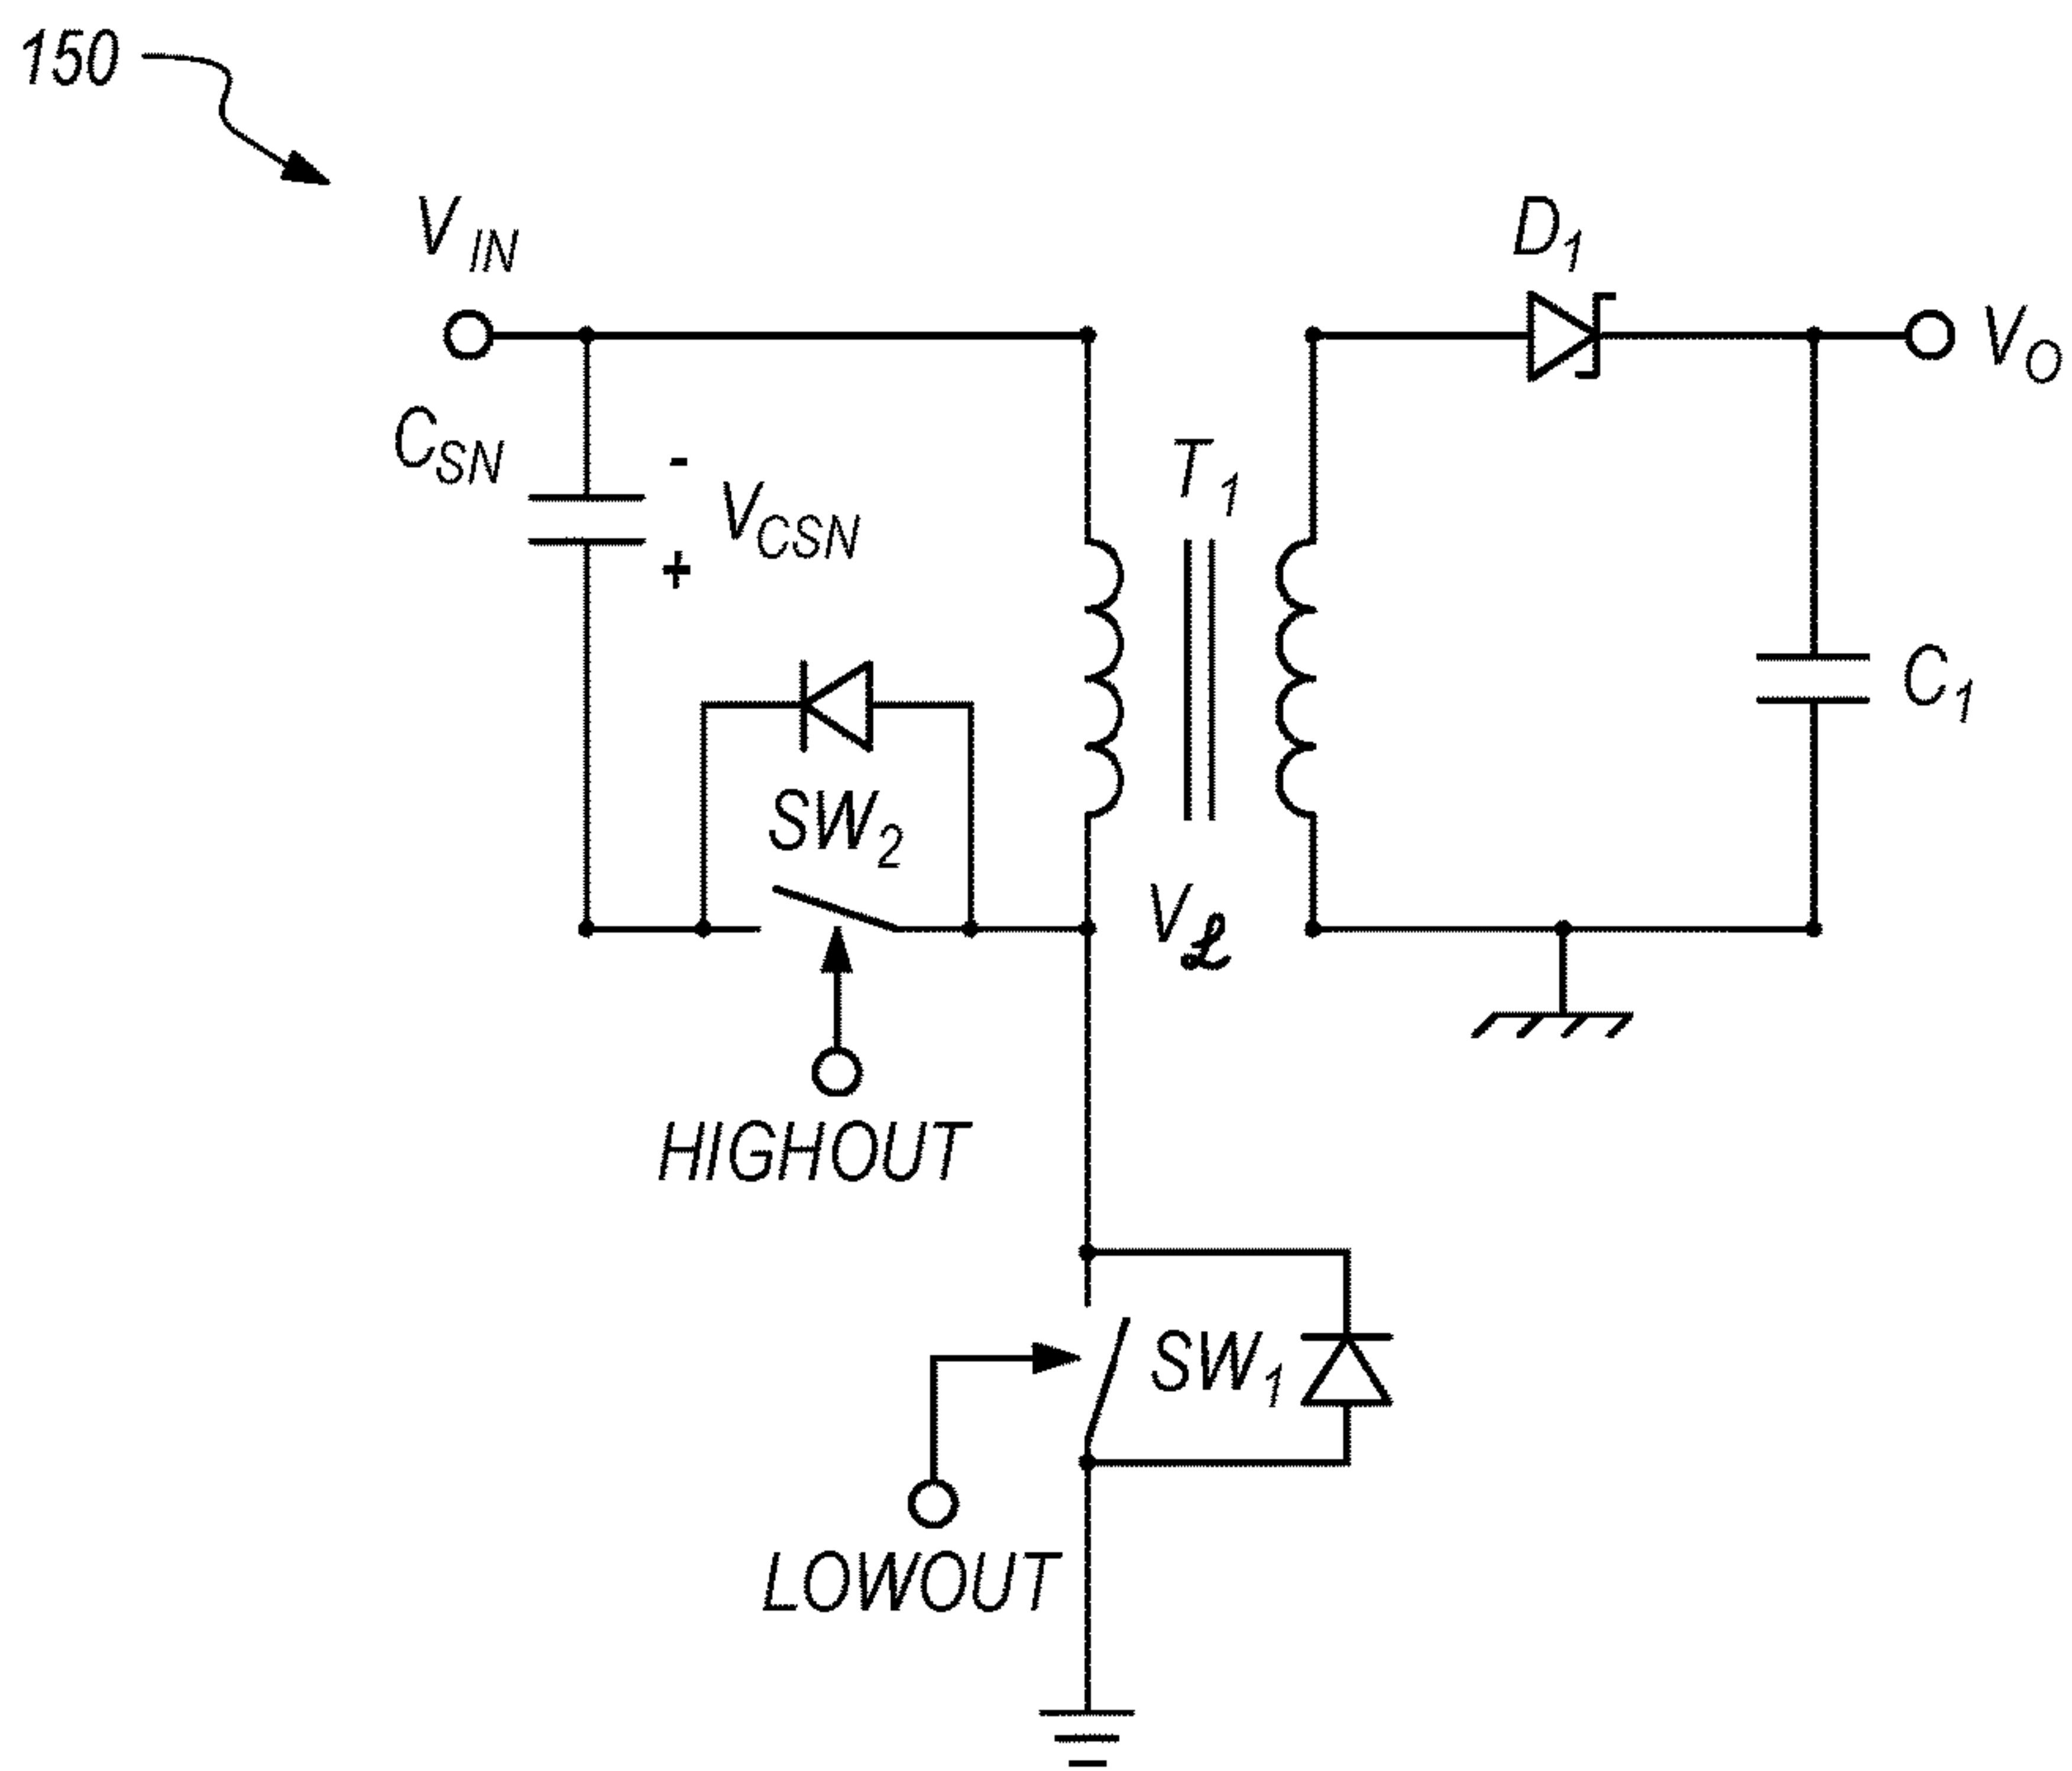 150
V IN
D1
VO
CSN
-
VCSN
+
T1
C1
SW2
Vℒ
HIGHOUT
SW1
LOWOUT